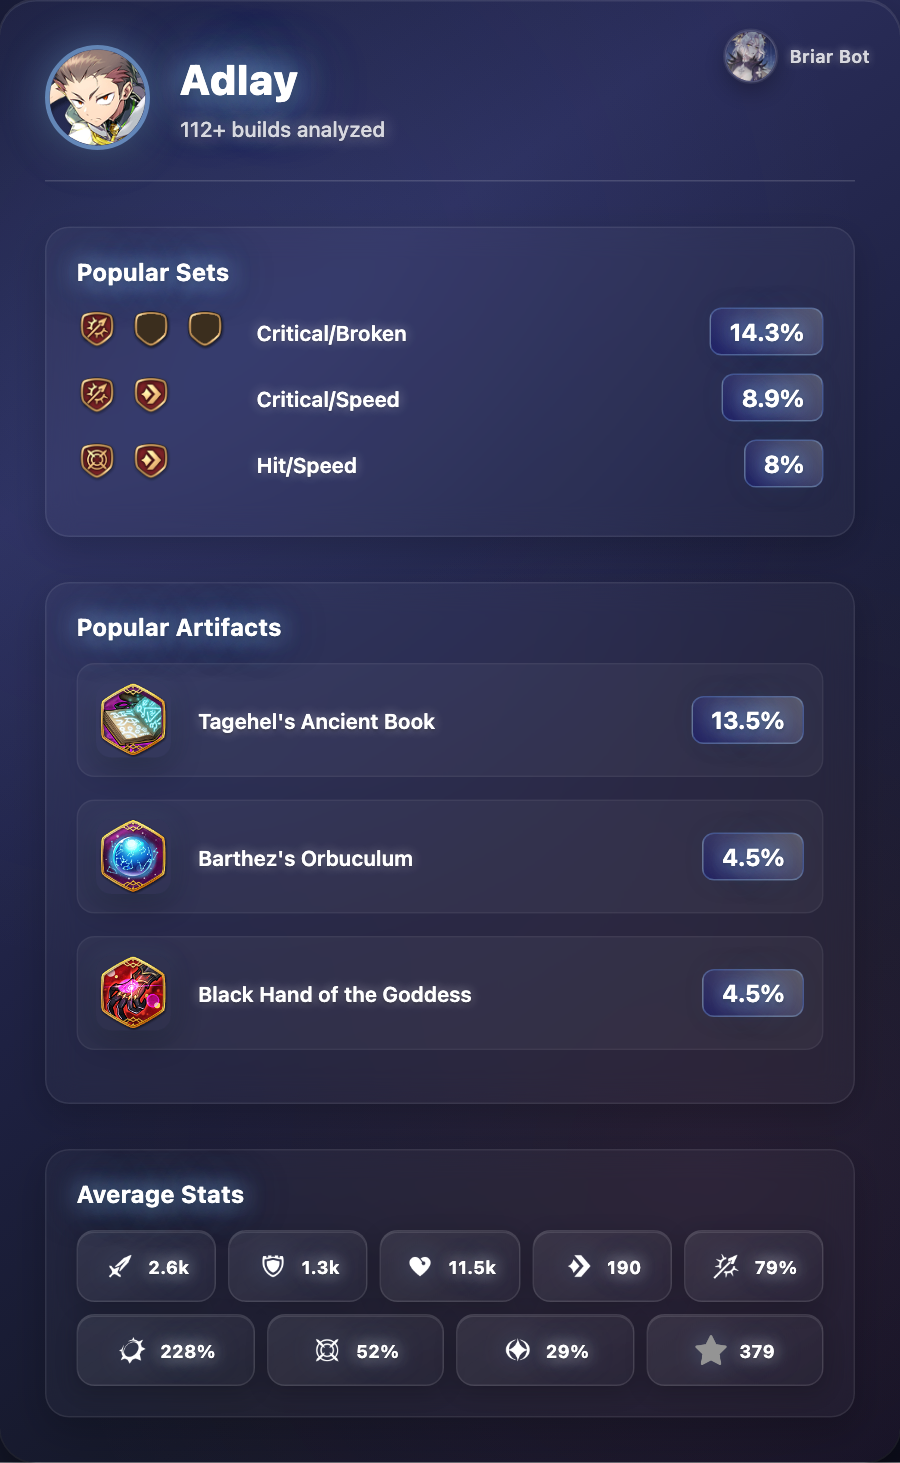 Adlay
112+ builds analyzed
Briar Bot
Popular Sets
Critical/Broken
14.3%
Critical/Speed
8.9%
Hit/Speed
8%
Popular Artifacts
Tagehel's Ancient Book
13.5%
Barthez's Orbuculum
4.5%
Black Hand of the Goddess
4.5%
Average Stats
2.6k
1.3k
11.5k
190
79%
228%
52%
29%
379